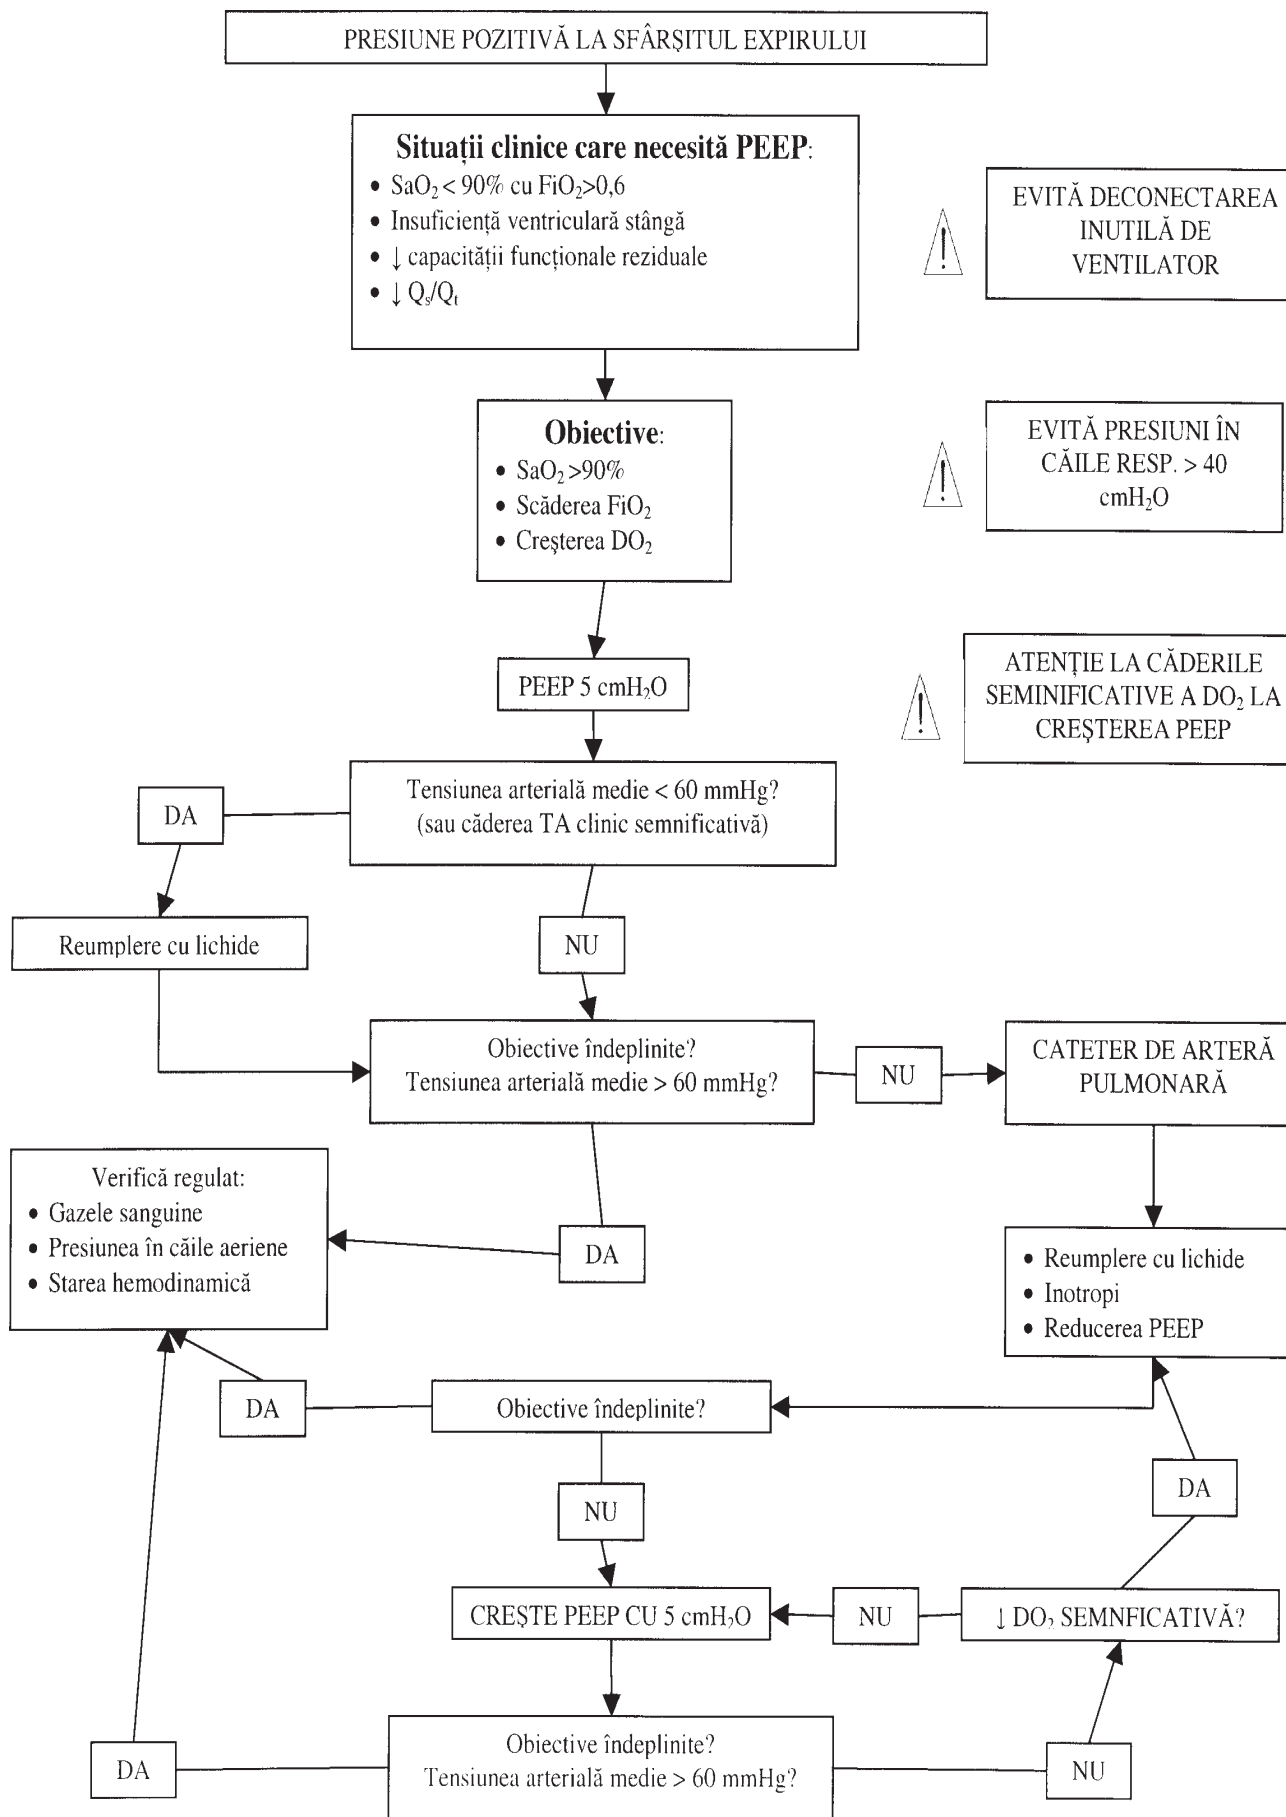 PRESIUNE POZITIVĂ LA SFÂRȘITUL EXPIRULUI
Situații clinice care necesită PEEP:
• SaO₂ < 90% cu FiO₂>0,6
• Insuficiență ventriculară stângă
• ↓ capacității funcționale reziduale
• ↓ Qs/Qt
!
EVITĂ DECONECTAREA
INUTILĂ DE
VENTILATOR
Obiective:
• SaO₂ >90%
• Scăderea FiO₂
• Creșterea DO₂
!
EVITĂ PRESIUNI ÎN
CĂILE RESP. > 40
cmH₂O
PEEP 5 cmH₂O
!
ATENȚIE LA CĂDERILE
SEMINIFICATIVE A DO₂ LA
CREȘTEREA PEEP
Tensiunea arterială medie < 60 mmHg?
(sau căderea TA clinic semnificativă)
DA
Reumplere cu lichide
NU
Obiective îndeplinite?
Tensiunea arterială medie > 60 mmHg?
NU
CATETER DE ARTERĂ
PULMONARĂ
Verifică regulat:
• Gazele sanguine
• Presiunea în căile aeriene
• Starea hemodinamică
DA
• Reumplere cu lichide
• Inotropi
• Reducerea PEEP
DA
Obiective îndeplinite?
NU
DA
CREȘTE PEEP CU 5 cmH₂O
NU
↓ DO₂ SEMNFICATIVĂ?
DA
Obiective îndeplinite?
Tensiunea arterială medie > 60 mmHg?
NU